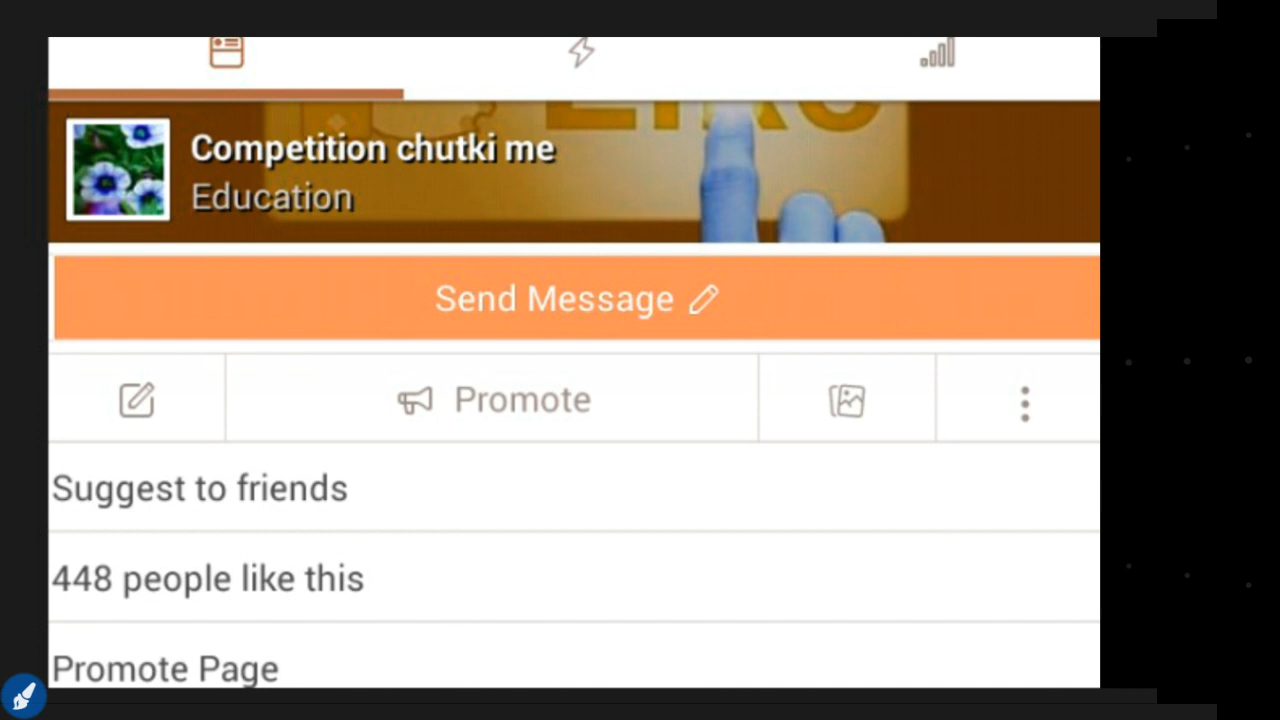 Competition chutki me
Education
Send Message
Promote
Suggest to friends
448 people like this
Promote Page